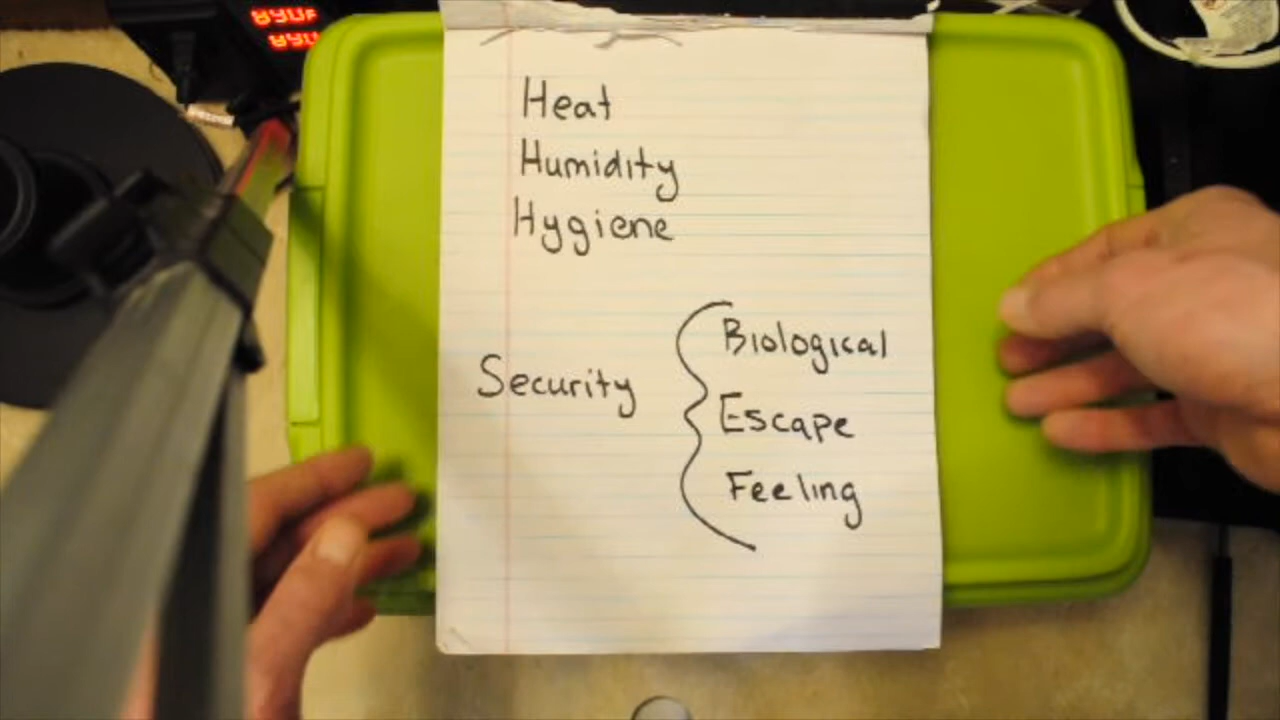 Heat
Humidity
Hygiene
Biological
Security
Escape
Feeling